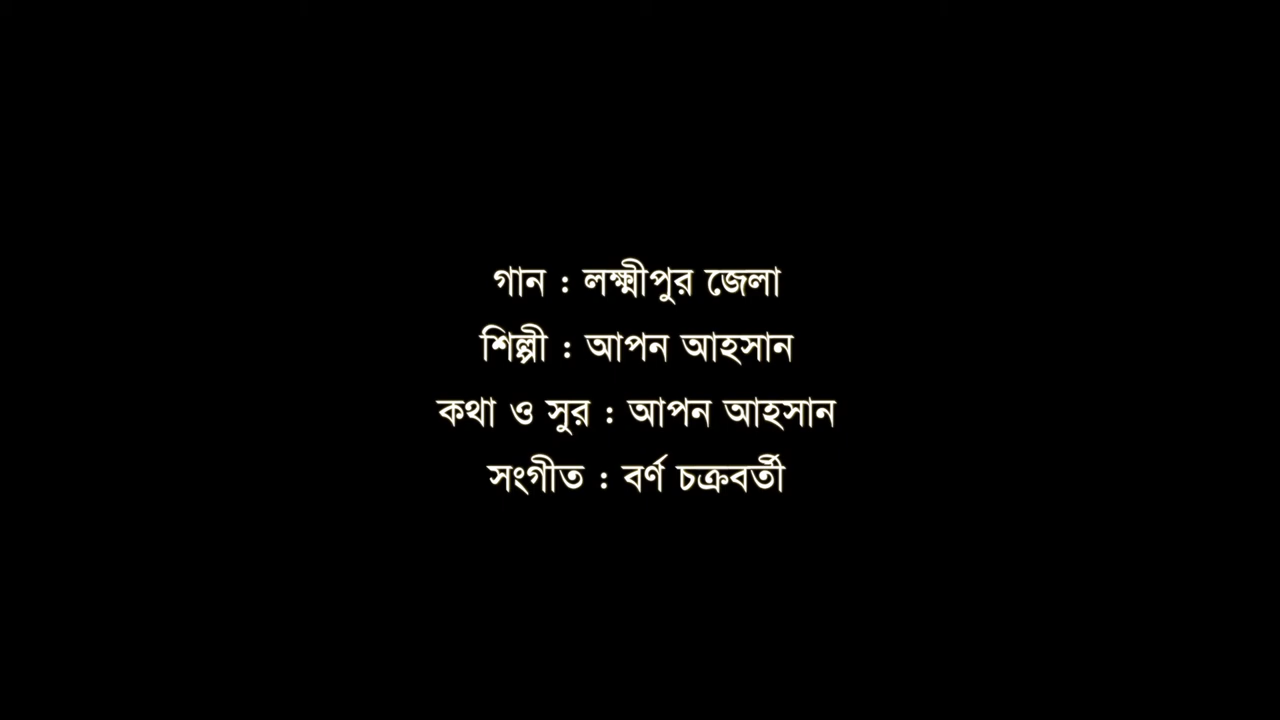 গান : লক্ষ্মীপুর জেলা
শিল্পী : আপন আহসান
কথা ও সুর : আপন আহসান
সংগীত : বর্ণ চক্রবর্তী